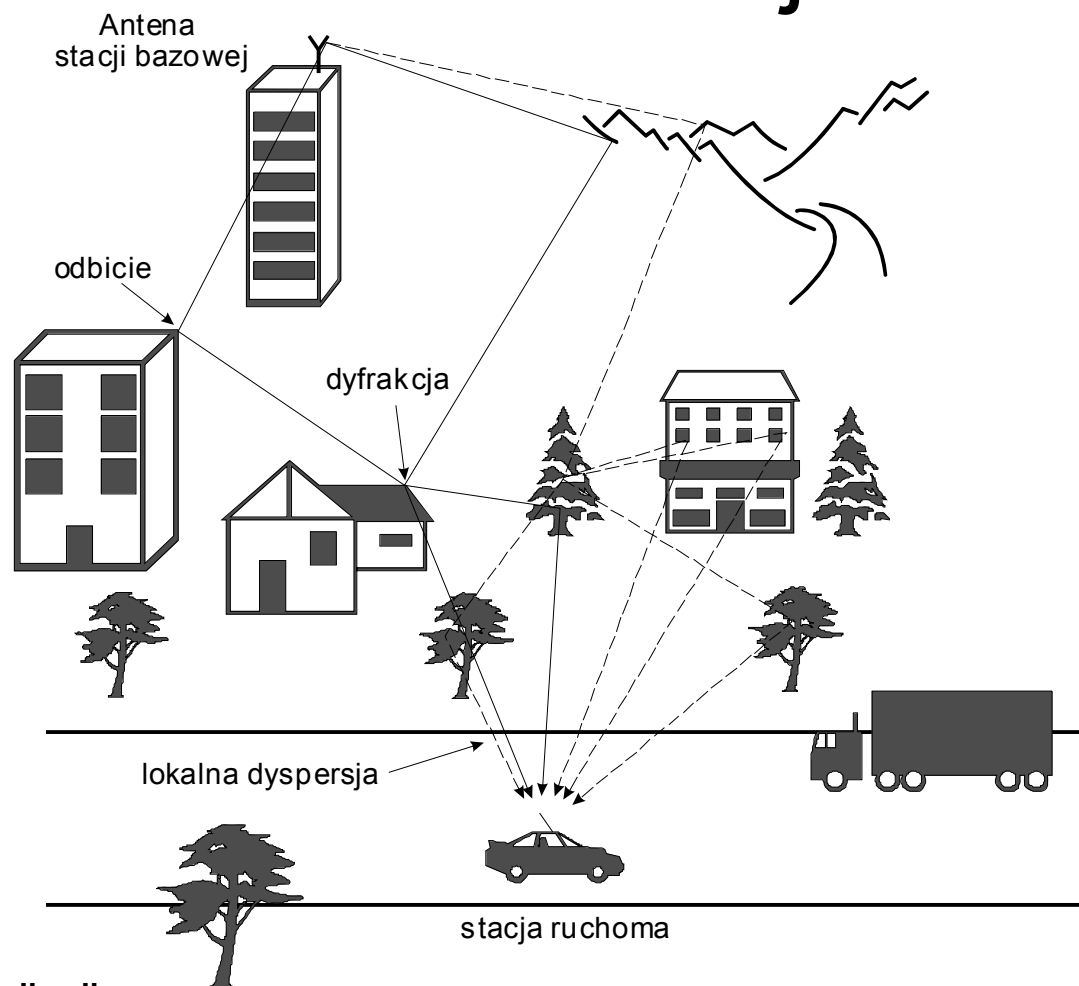 Antena
stacji bazowej
odbicie
dyfrakcja
lokalna dyspersja
stacja ruchoma